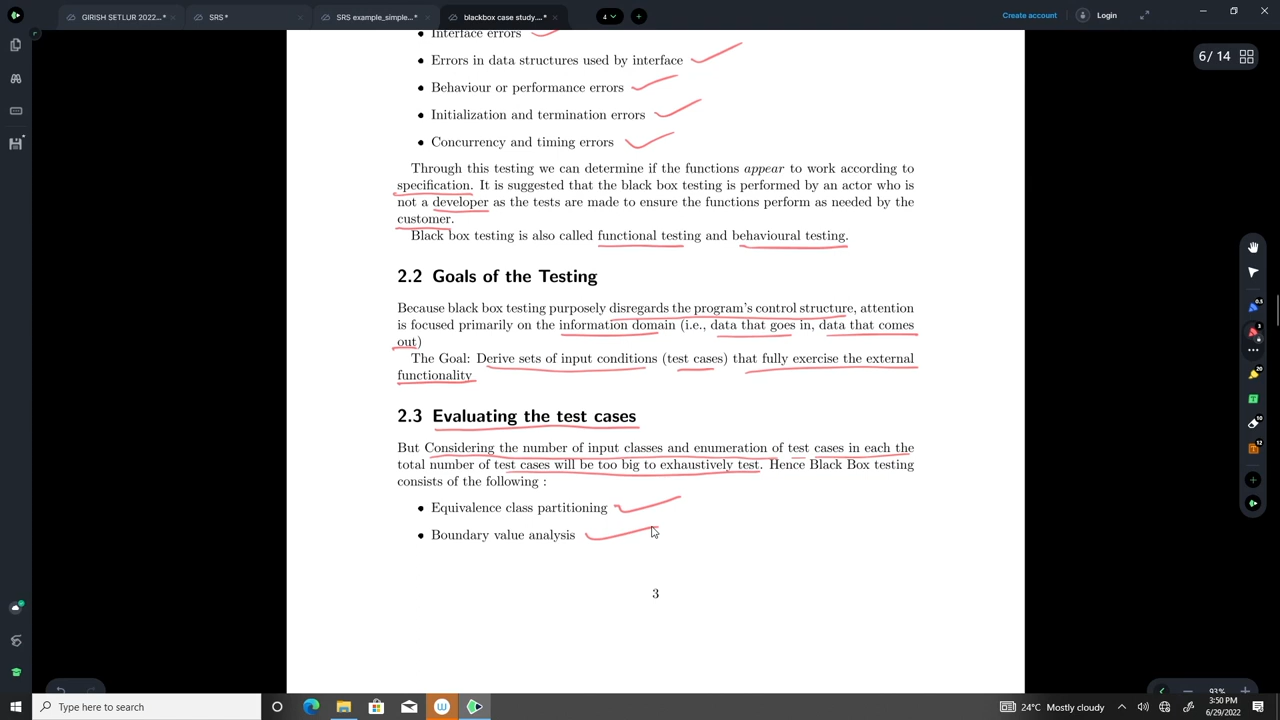 GIRISH SETLUR 2022....*
SRS*
SRS example_simple...*
blackbox case study....*
4
Create account
Login
6 / 14
• Interface errors
• Errors in data structures used by interface
• Behaviour or performance errors
• Initialization and termination errors
• Concurrency and timing errors
Through this testing we can determine if the functions appear to work according to
specification. It is suggested that the black box testing is performed by an actor who is
not a developer as the tests are made to ensure the functions perform as needed by the
customer.
Black box testing is also called functional testing and behavioural testing.
2.2 Goals of the Testing
Because black box testing purposely disregards the program's control structure, attention
is focused primarily on the information domain (i.e., data that goes in, data that comes
out)
The Goal: Derive sets of input conditions (test cases) that fully exercise the external
functionality
2.3 Evaluating the test cases
But Considering the number of input classes and enumeration of test cases in each the
total number of test cases will be too big to exhaustively test. Hence Black Box testing
consists of the following :
• Equivalence class partitioning
• Boundary value analysis
3
93%
Type here to search
24°C Mostly cloudy
3:50 PM
6/29/2022